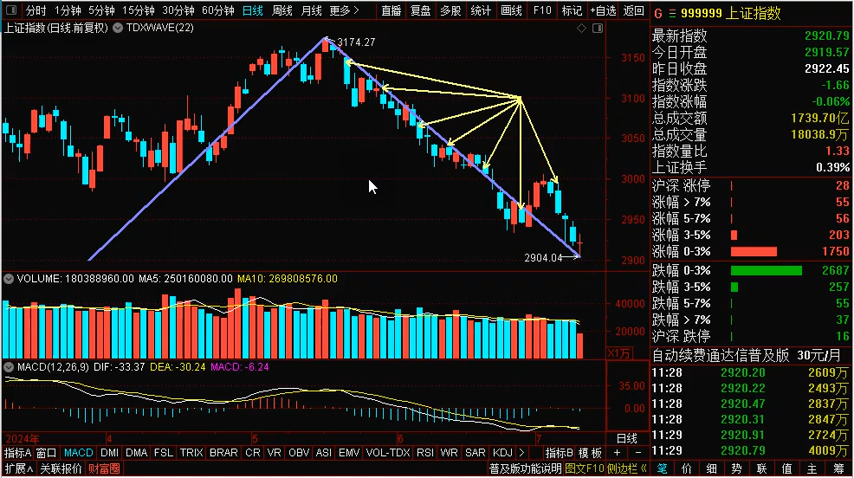 分时 1分钟 5分钟 15分钟 30分钟 60分钟 日线 周线 月线 更多> 直播 复盘 多股 统计 画线 F10 标记 +自选 返回
G 三 999999 上证指数
上证指数(日线.前复权) TDXWAVE(22)
3174.27
3150
3100
3050
3000
2950
2900
2904.04
VOLUME: 180388960.00 MA5: 250160080.00 MA10: 269808576.00
40000
20000
X1万
MACD(12,26,9) DIF: -33.37 DEA: -30.24 MACD: -6.24
35.00
0.00
2024年 4 5 6 7 日线
指标A 窗口 MACD DMI DMA FSL TRIX BRAR CR VR OBV ASI EMV VOL-TDX RSI WR SAR KDJ > 指标B 模板 + -
扩展∧ 关联报价 财富圈 普及版功能说明 图文F10 侧边栏《
最新指数 2920.79
今日开盘 2919.57
昨日收盘 2922.45
指数涨跌 -1.66
指数涨幅 -0.06%
总成交额 1739.70亿
总成交量 18038.9万
指数量比 1.33
上证换手 0.39%
沪深 涨停 28
涨幅 > 7% 55
涨幅 5-7% 56
涨幅 3-5% 203
涨幅 0-3% 1750
跌幅 0-3% 2687
跌幅 3-5% 257
跌幅 5-7% 55
跌幅 > 7% 37
沪深 跌停 16
自动续费通达信普及版 30元/月
11:28 2920.20 2609万
11:28 2920.22 2493万
11:28 2920.47 2837万
11:28 2920.31 2847万
11:29 2920.91 2724万
11:29 2920.79 4009万
笔 价 细 势 联 值 主 筹